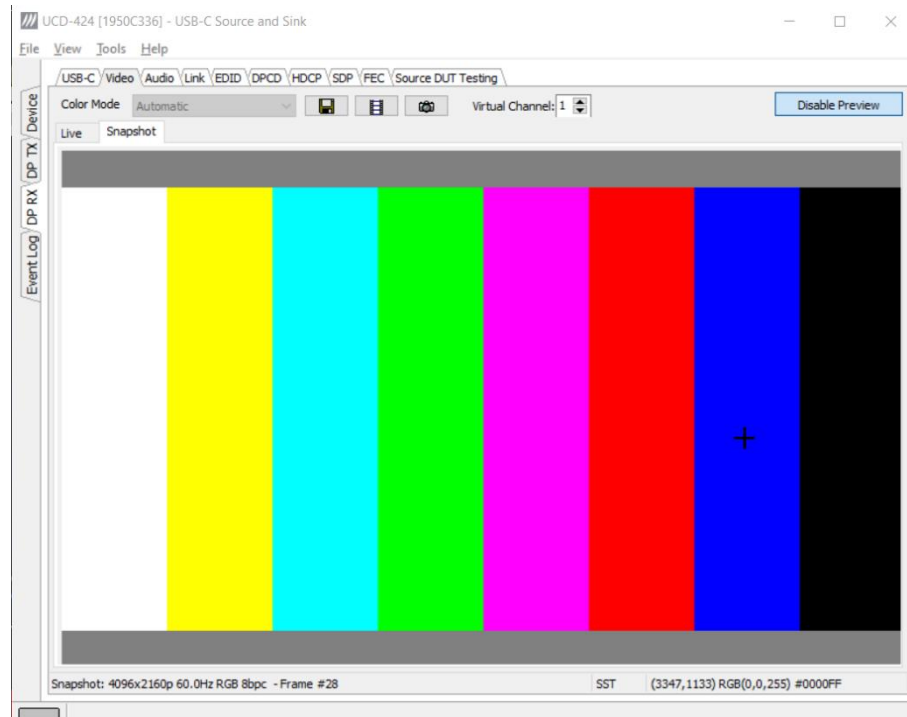 UCD-424 [1950C336] - USB-C Source and Sink
File View Tools Help
USB-C Video Audio Link EDID DPCD HDCP SDP FEC Source DUT Testing
Color Mode Automatic Virtual Channel: 1 Disable Preview
Live Snapshot
Device
DP TX
DP RX
Event Log
Snapshot: 4096x2160p 60.0Hz RGB 8bpc - Frame #28 SST (3347,1133) RGB(0,0,255) #0000FF